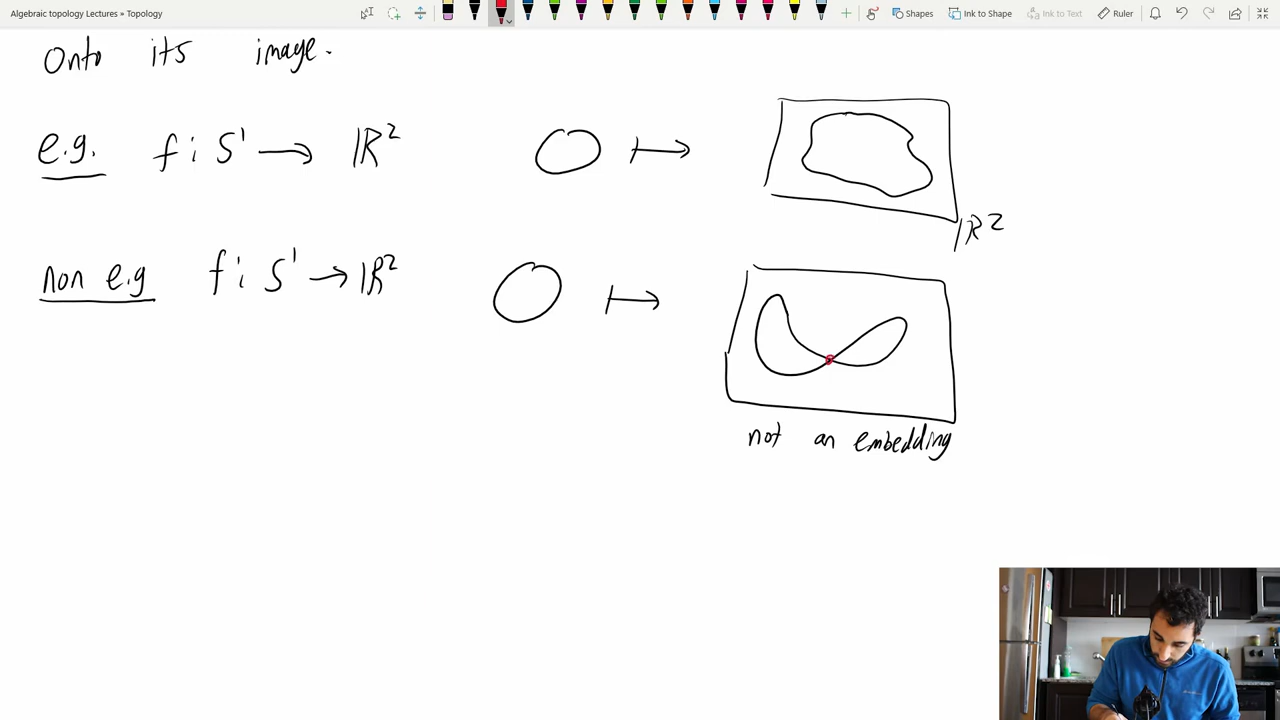 Algebraic topology Lectures » Topology
Shapes
Ink to Shape
Ink to Text
Ruler
Onto its image.
e.g. f : S¹ ⟶ ℝ² ↦
ℝ²
non e.g f : S¹ → ℝ² ↦
not an embedding